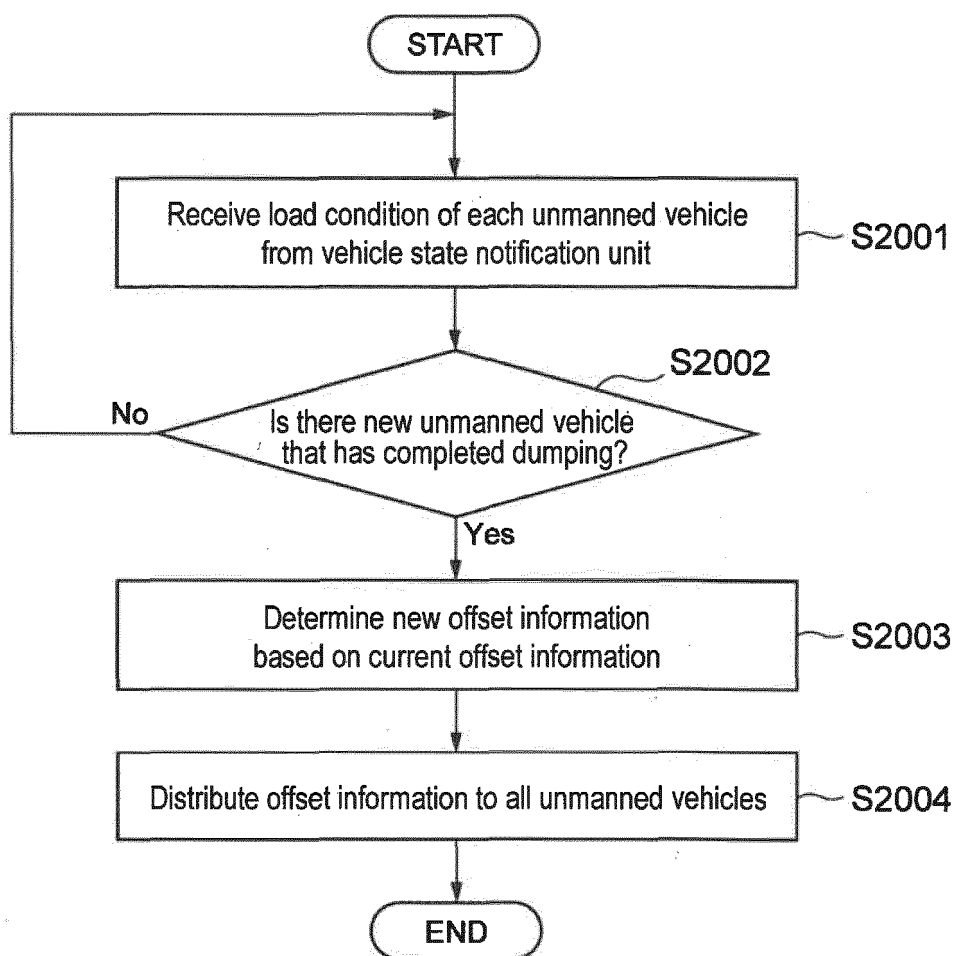 START
Receive load condition of each unmanned vehicle
from vehicle state notification unit
S2001
S2002
No
Is there new unmanned vehicle
that has completed dumping?
Yes
Determine new offset information
based on current offset information
S2003
Distribute offset information to all unmanned vehicles
S2004
END